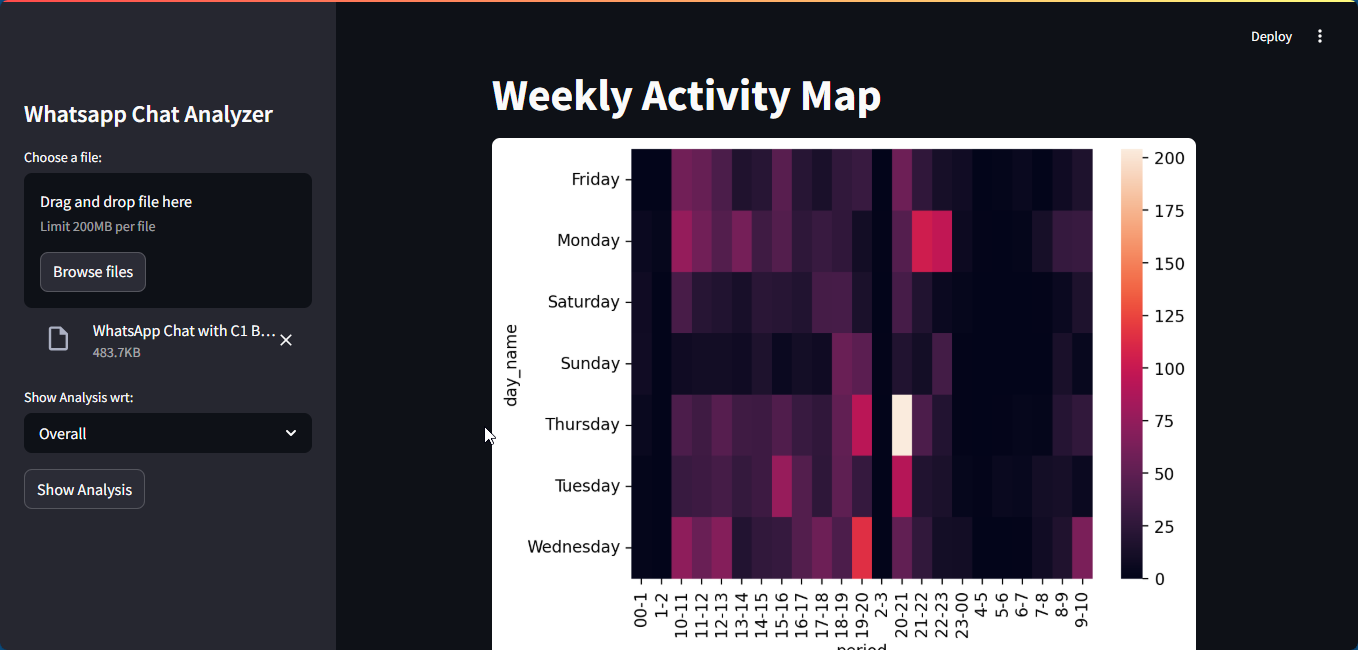 Deploy
Whatsapp Chat Analyzer
Choose a file:
Drag and drop file here
Limit 200MB per file
Browse files
WhatsApp Chat with C1 B...
483.7KB
Show Analysis wrt:
Overall
Show Analysis
Weekly Activity Map
day_name
Friday
Monday
Saturday
Sunday
Thursday
Tuesday
Wednesday
00-1
1-2
10-11
11-12
12-13
13-14
14-15
15-16
16-17
17-18
18-19
19-20
2-3
20-21
21-22
22-23
23-00
4-5
5-6
6-7
7-8
8-9
9-10
period
200
175
150
125
100
75
50
25
0